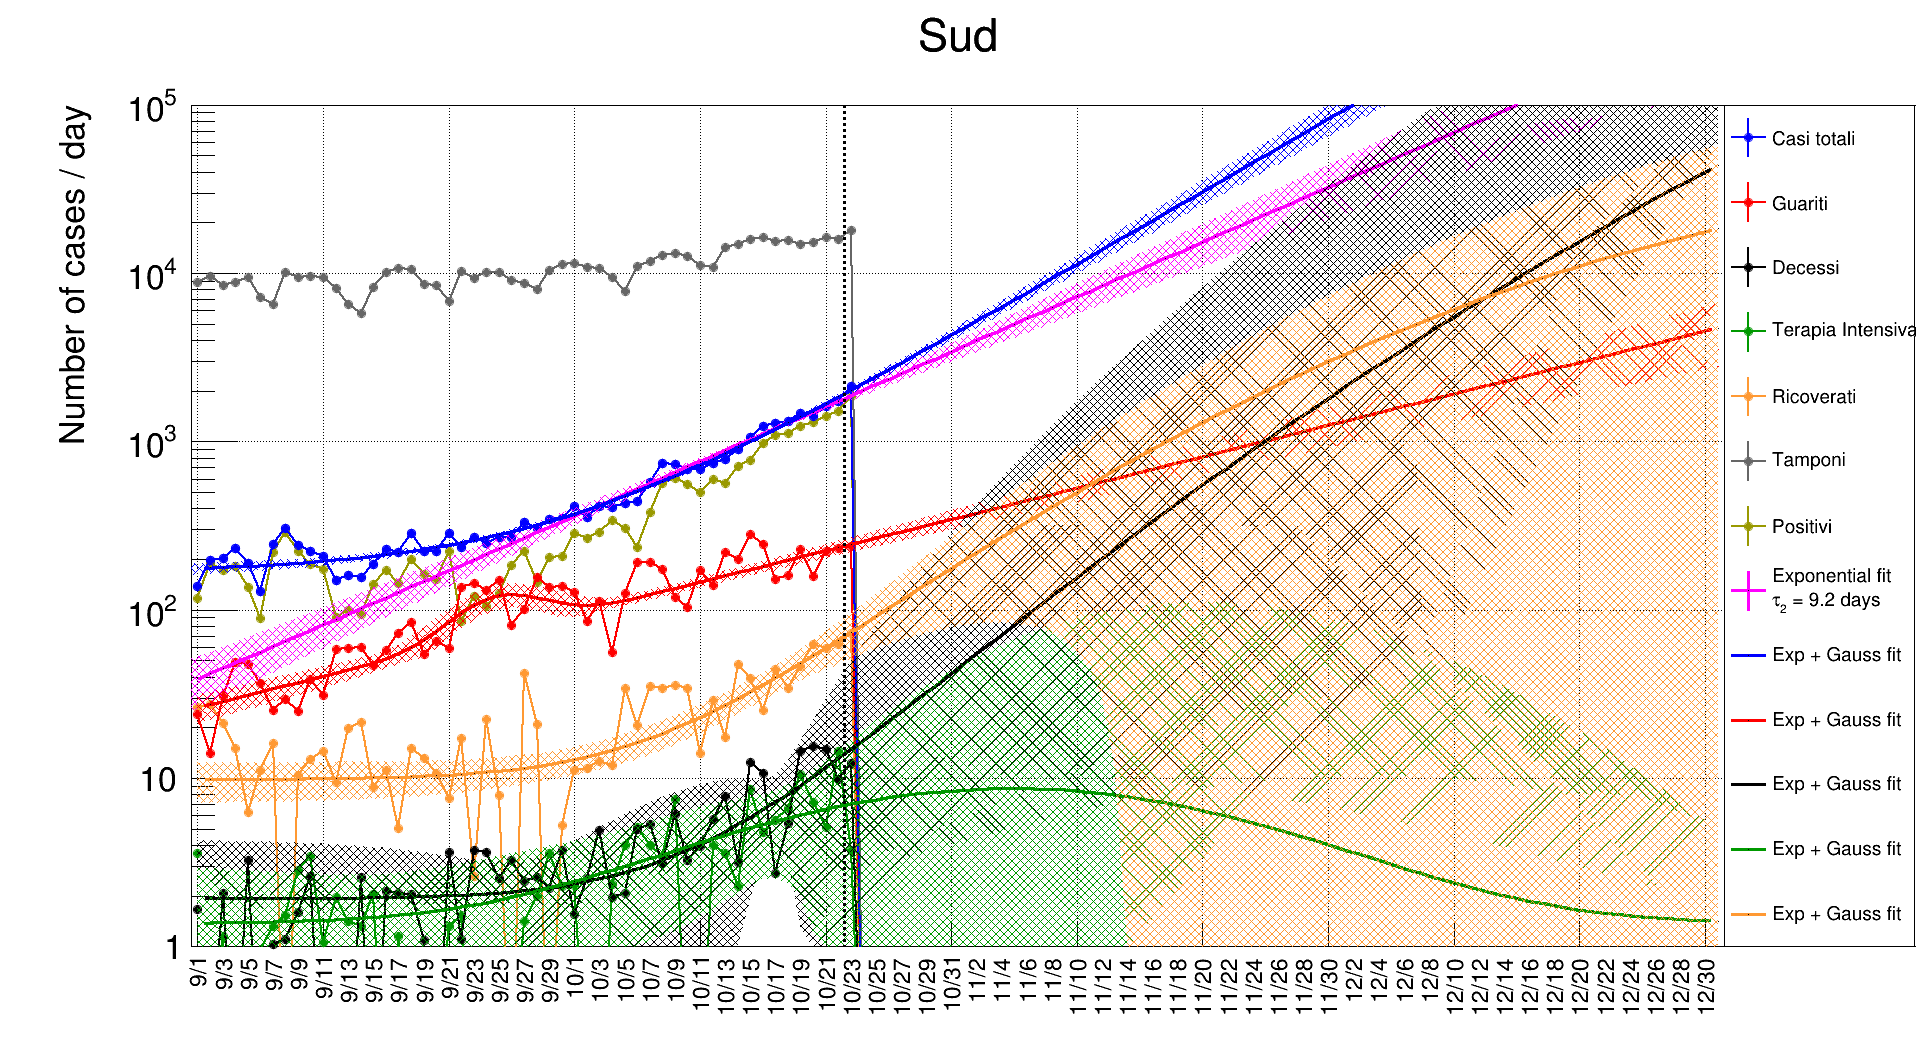 Sud
Number of cases / day
10^5
10^4
10^3
10^2
10
1
9/1 9/3 9/5 9/7 9/9 9/11 9/13 9/15 9/17 9/19 9/21 9/23 9/25 9/27 9/29 10/1 10/3 10/5 10/7 10/9 10/11 10/13 10/15 10/17 10/19 10/21 10/23 10/25 10/27 10/29 10/31 11/2 11/4 11/6 11/8 11/10 11/12 11/14 11/16 11/18 11/20 11/22 11/24 11/26 11/28 11/30 12/2 12/4 12/6 12/8 12/10 12/12 12/14 12/16 12/18 12/20 12/22 12/24 12/26 12/28 12/30
Casi totali
Guariti
Decessi
Terapia Intensiva
Ricoverati
Tamponi
Positivi
Exponential fit
τ2 = 9.2 days
Exp + Gauss fit
Exp + Gauss fit
Exp + Gauss fit
Exp + Gauss fit
Exp + Gauss fit